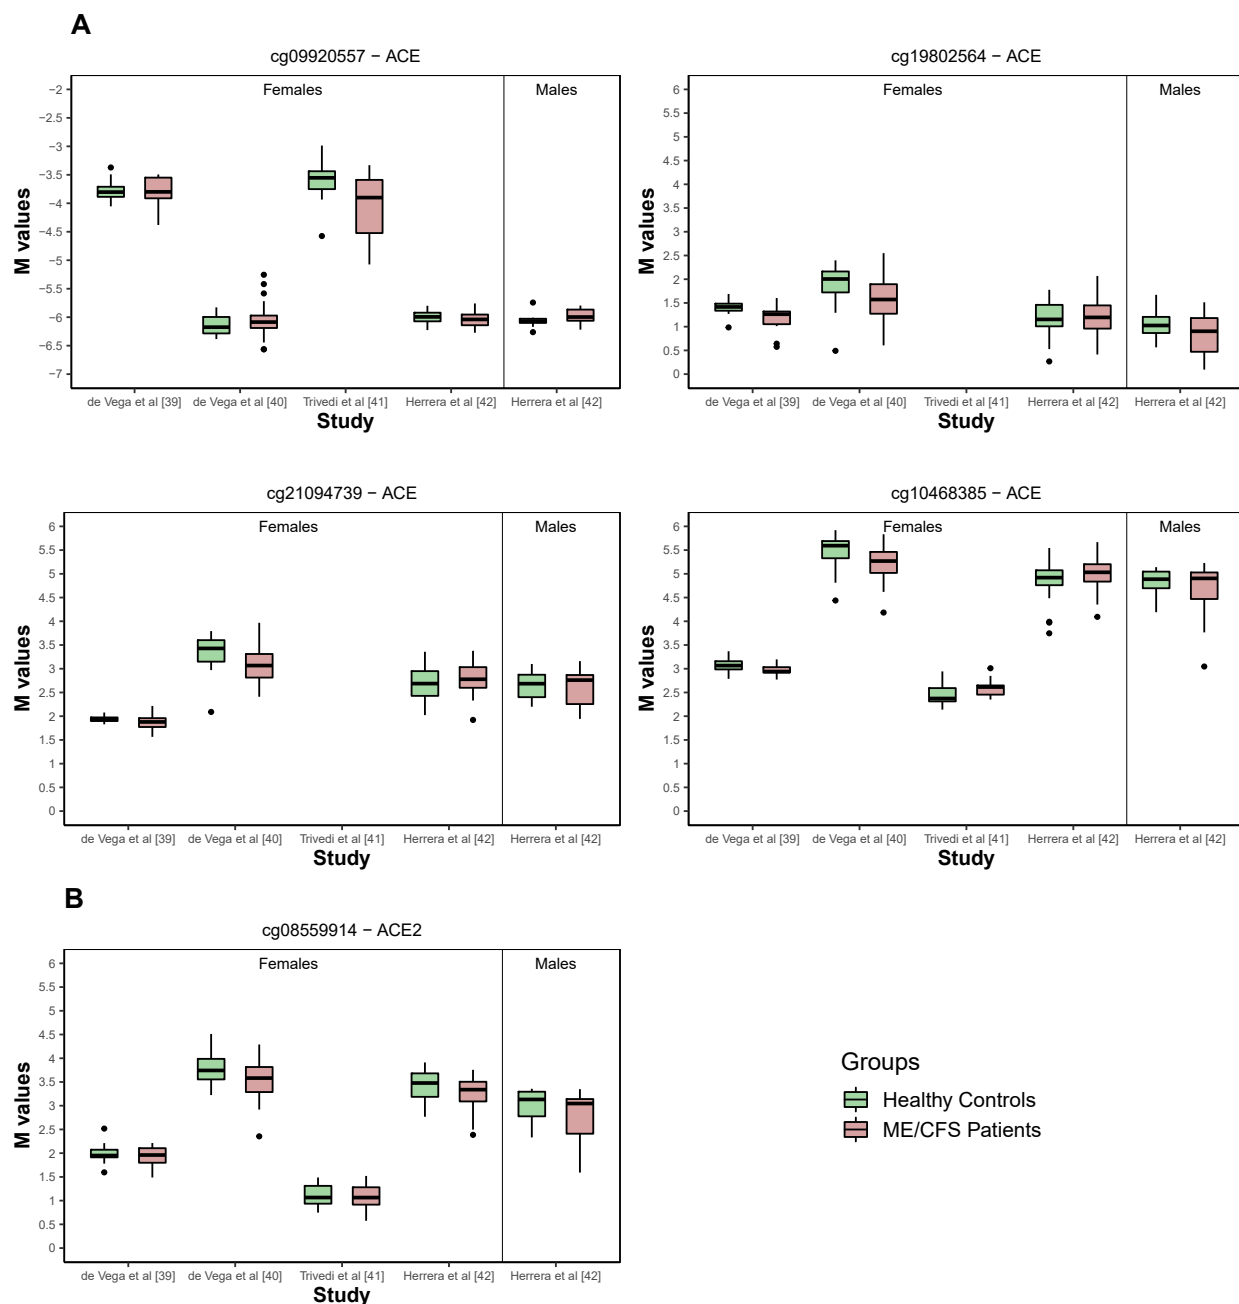 A
cg09920557 − ACE
Females
Males
−2
−2.5
−3
−3.5
−4
−4.5
−5
−5.5
−6
−6.5
−7
M values
de Vega et al [39]
de Vega et al [40]
Trivedi et al [41]
Herrera et al [42]
Herrera et al [42]
Study
cg19802564 − ACE
Females
Males
6
5.5
5
4.5
4
3.5
3
2.5
2
1.5
1
0.5
0
M values
de Vega et al [39]
de Vega et al [40]
Trivedi et al [41]
Herrera et al [42]
Herrera et al [42]
Study
cg21094739 − ACE
Females
Males
6
5.5
5
4.5
4
3.5
3
2.5
2
1.5
1
0.5
0
M values
de Vega et al [39]
de Vega et al [40]
Trivedi et al [41]
Herrera et al [42]
Herrera et al [42]
Study
cg10468385 − ACE
Females
Males
6
5.5
5
4.5
4
3.5
3
2.5
2
1.5
1
0.5
0
M values
de Vega et al [39]
de Vega et al [40]
Trivedi et al [41]
Herrera et al [42]
Herrera et al [42]
Study
B
cg08559914 − ACE2
Females
Males
6
5.5
5
4.5
4
3.5
3
2.5
2
1.5
1
0.5
0
M values
de Vega et al [39]
de Vega et al [40]
Trivedi et al [41]
Herrera et al [42]
Herrera et al [42]
Study
Groups
Healthy Controls
ME/CFS Patients